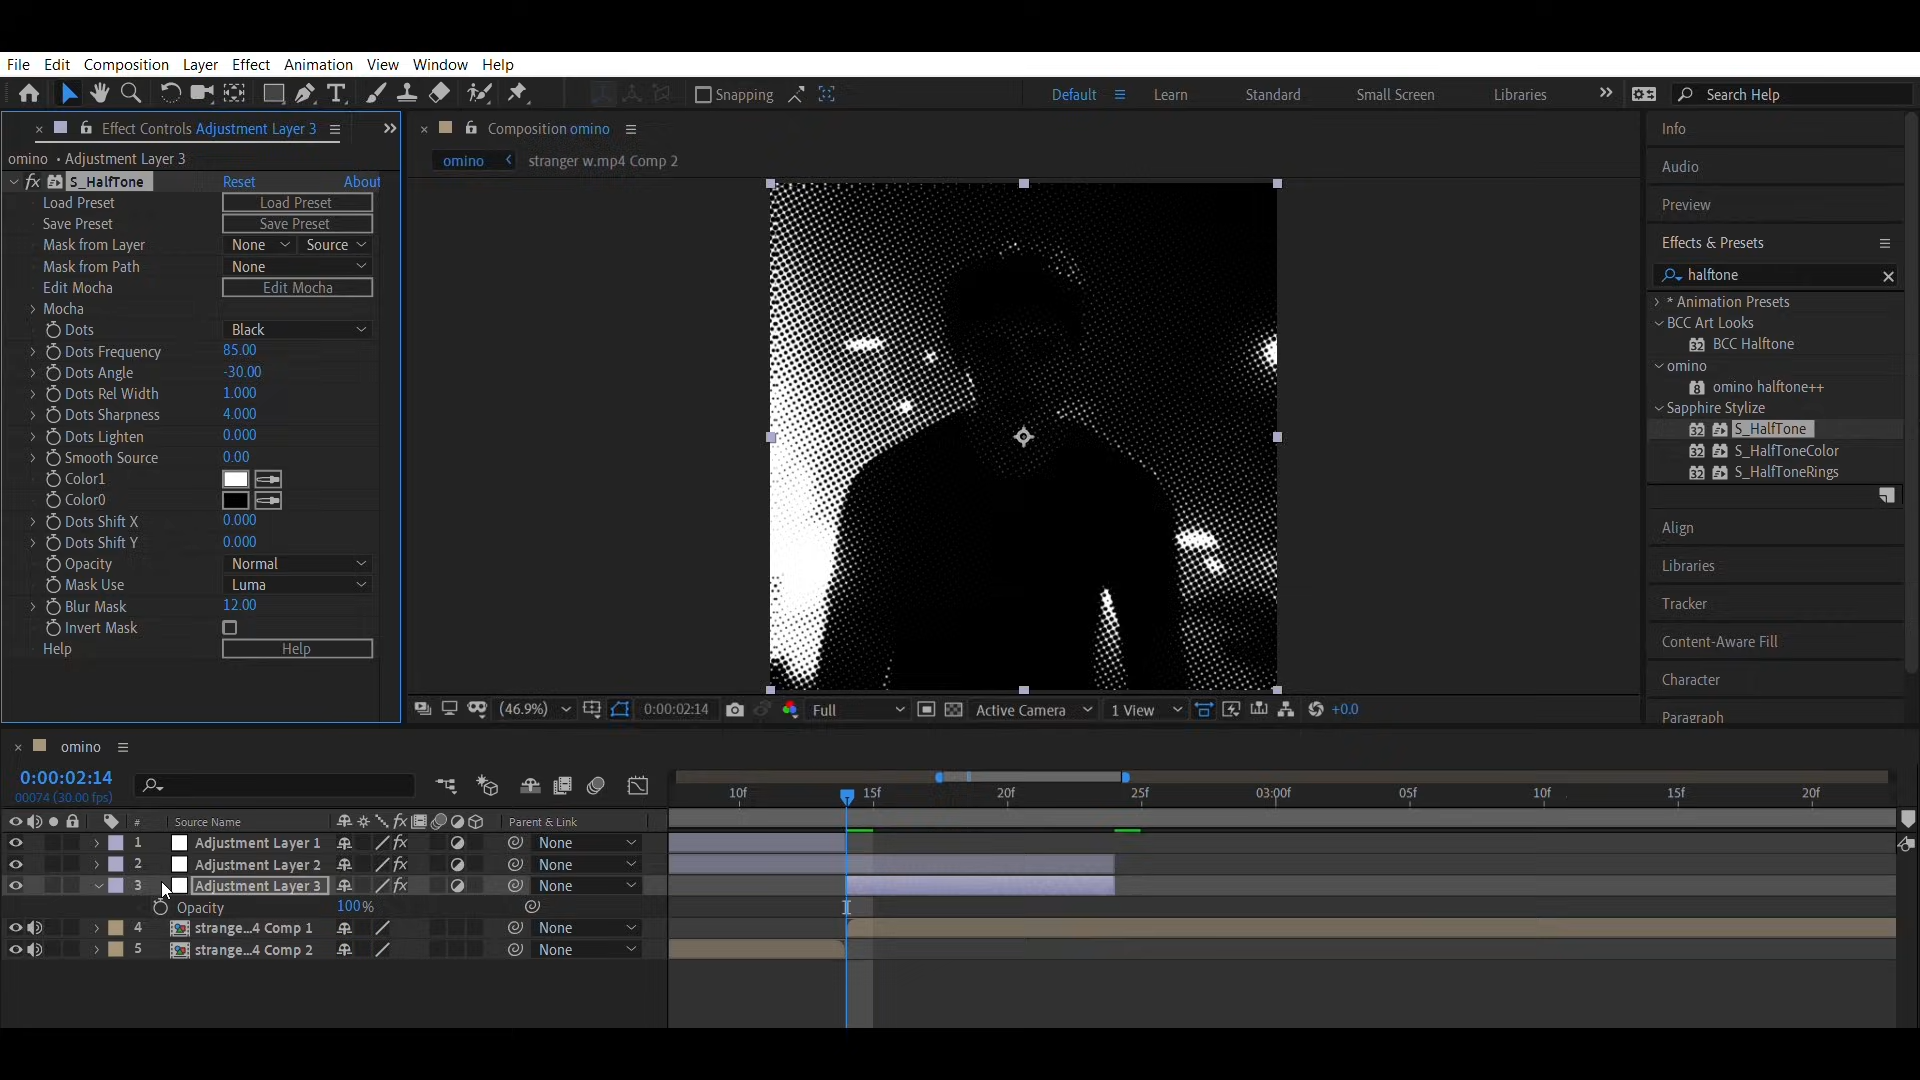 File Edit Composition Layer Effect Animation View Window Help
Snapping
Default Learn Standard Small Screen Libraries
Search Help
Effect Controls Adjustment Layer 3
omino • Adjustment Layer 3
fx S_HalfTone Reset About
Load Preset Load Preset
Save Preset Save Preset
Mask from Layer None Source
Mask from Path None
Edit Mocha Edit Mocha
Mocha
Dots Black
Dots Frequency 85.00
Dots Angle -30.00
Dots Rel Width 1.000
Dots Sharpness 4.000
Dots Lighten 0.000
Smooth Source 0.00
Color1
Color0
Dots Shift X 0.000
Dots Shift Y 0.000
Opacity Normal
Mask Use Luma
Blur Mask 12.00
Invert Mask
Help Help
Composition omino
omino stranger w.mp4 Comp 2
(46.9%) 0:00:02:14 Full Active Camera 1 View +0.0
Info
Audio
Preview
Effects & Presets
halftone
* Animation Presets
BCC Art Looks
32 BCC Halftone
omino
8 omino halftone++
Sapphire Stylize
32 S_HalfTone
32 S_HalfToneColor
32 S_HalfToneRings
Align
Libraries
Tracker
Content-Aware Fill
Character
Paragraph
omino
0:00:02:14
00074 (30.00 fps)
10f 15f 20f 25f 03:00f 05f 10f 15f 20f
# Source Name fx Parent & Link
1 Adjustment Layer 1 fx None
2 Adjustment Layer 2 fx None
3 Adjustment Layer 3 fx None
Opacity 100%
4 strange...4 Comp 1 None
5 strange...4 Comp 2 None